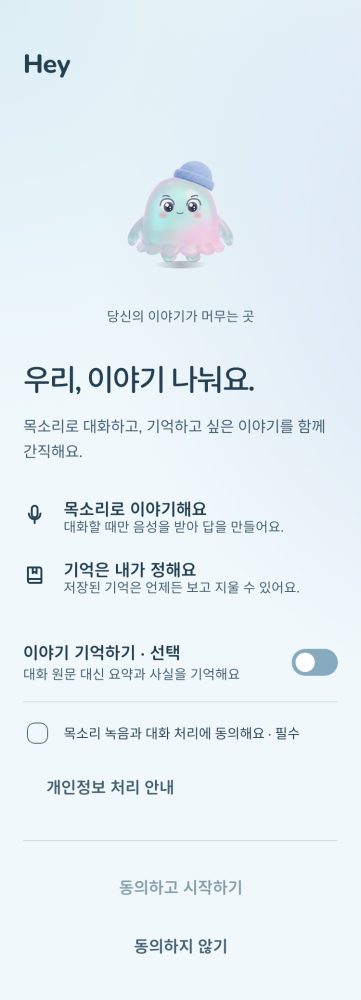 Hey
당신의 이야기가 머무는 곳
우리, 이야기 나눠요.
목소리로 대화하고, 기억하고 싶은 이야기를 함께
간직해요.
목소리로 이야기해요
대화할 때만 음성을 받아 답을 만들어요.
기억은 내가 정해요
저장된 기억은 언제든 보고 지울 수 있어요.
이야기 기억하기 · 선택
대화 원문 대신 요약과 사실을 기억해요
목소리 녹음과 대화 처리에 동의해요 · 필수
개인정보 처리 안내
동의하고 시작하기
동의하지 않기